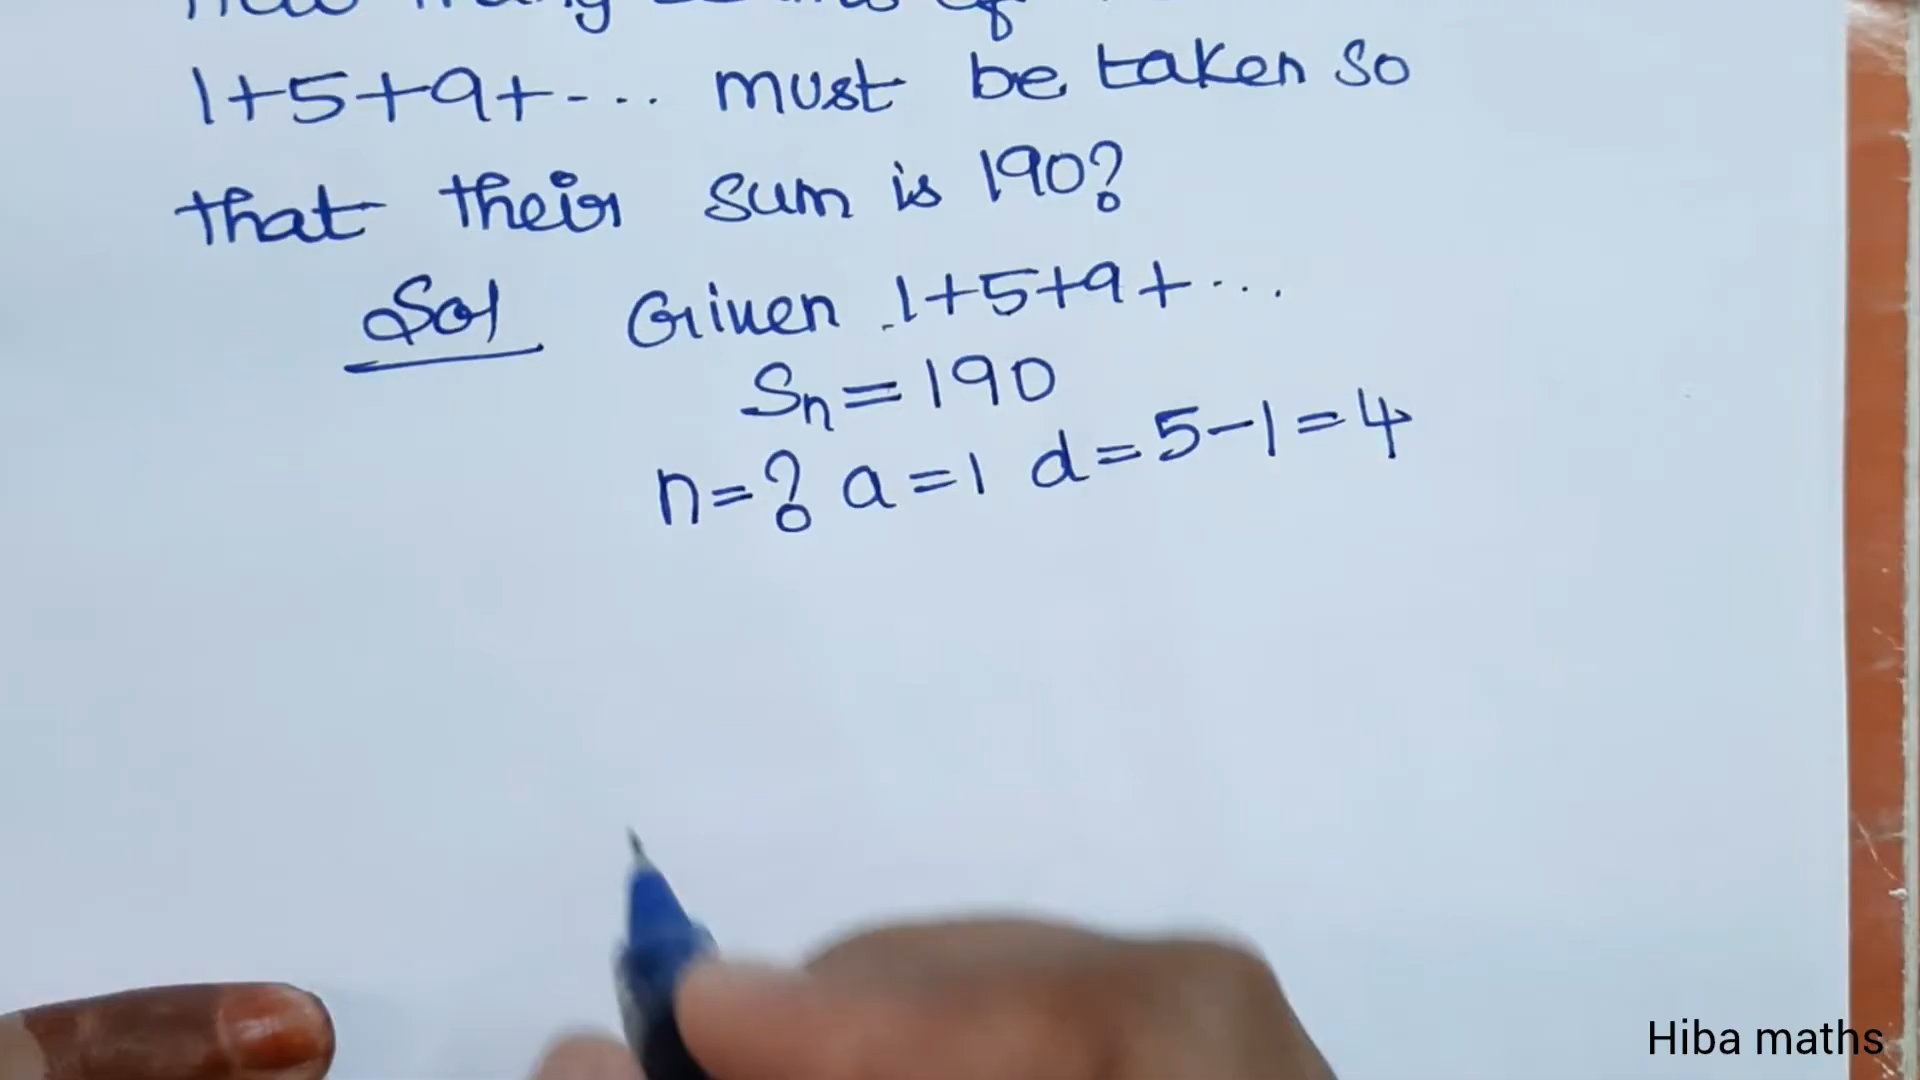 1+5+9+--.. must be taken so
that their sum is 190?
Sol Given 1+5+9+...
Sn=190
n=? a=1 d=5-1=4
Hiba maths